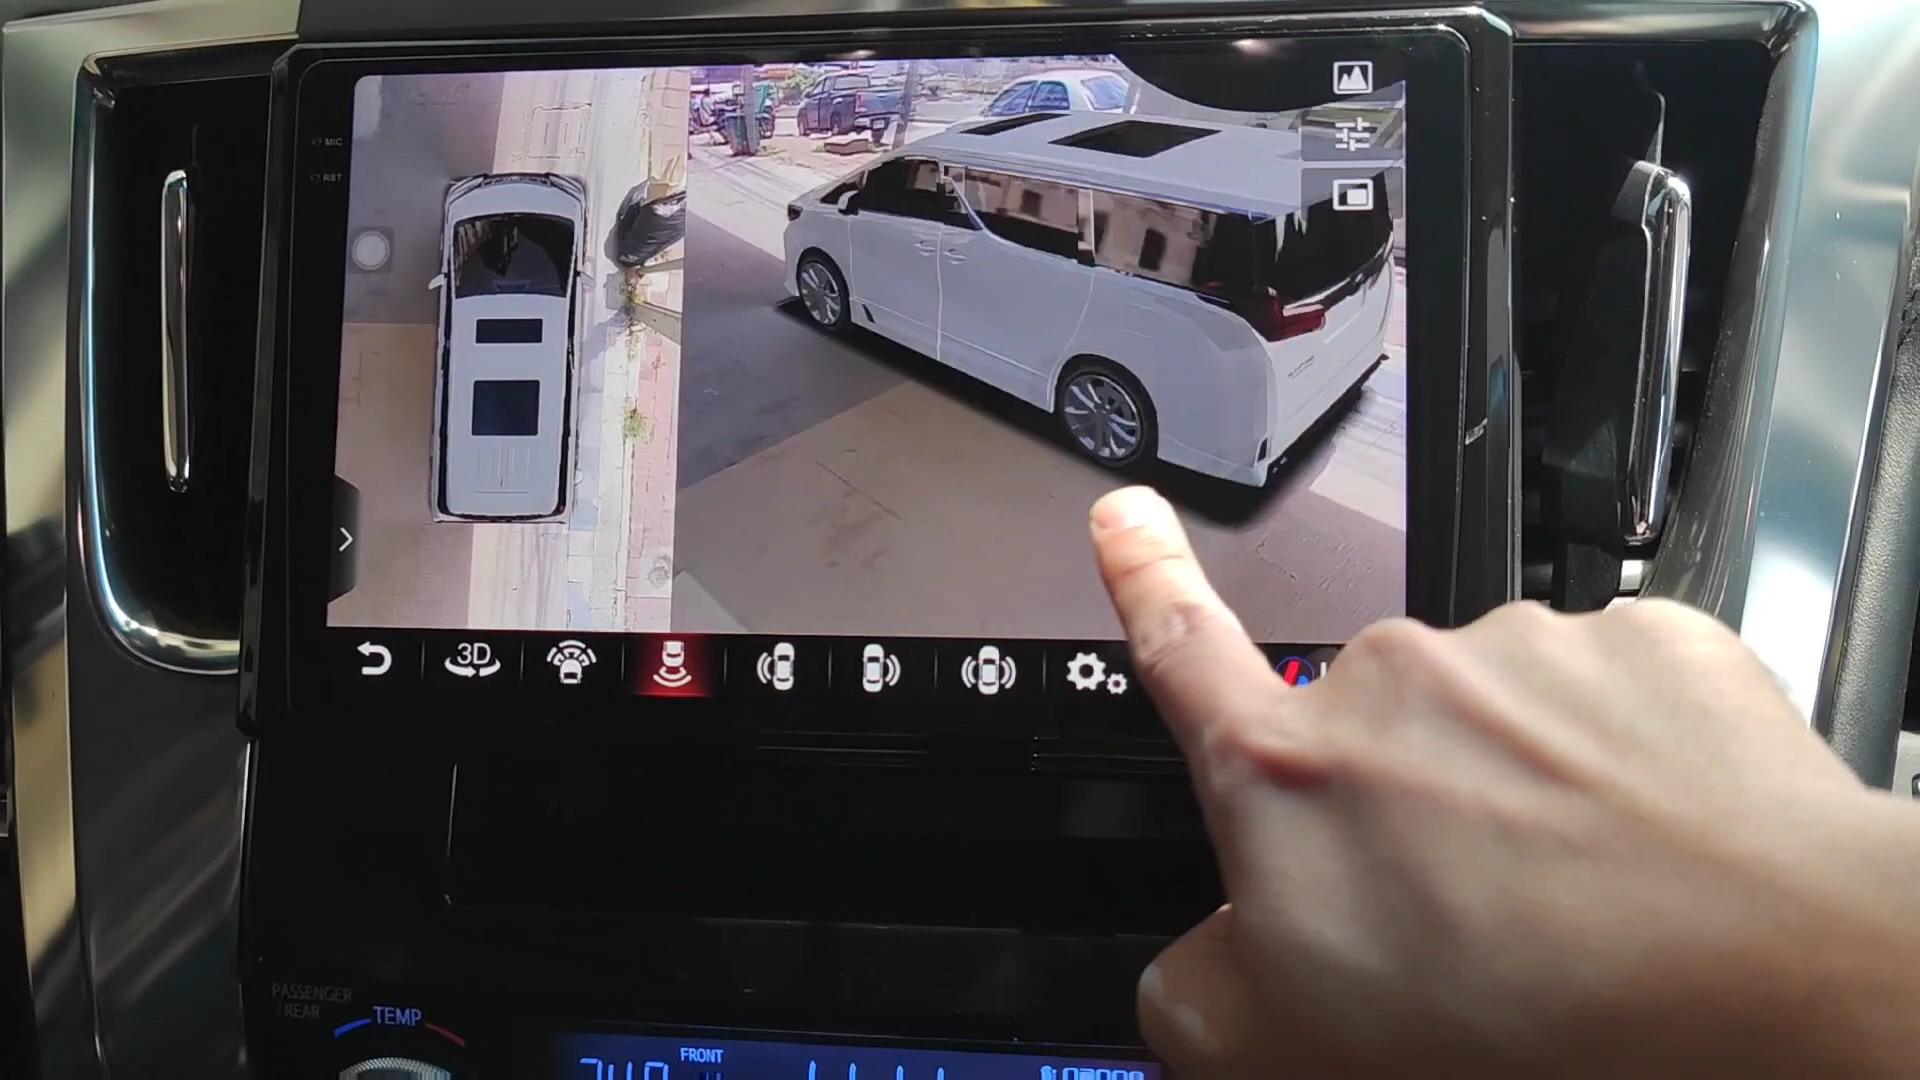 MIC
RST
3D
PASSENGER
/ REAR
TEMP
FRONT